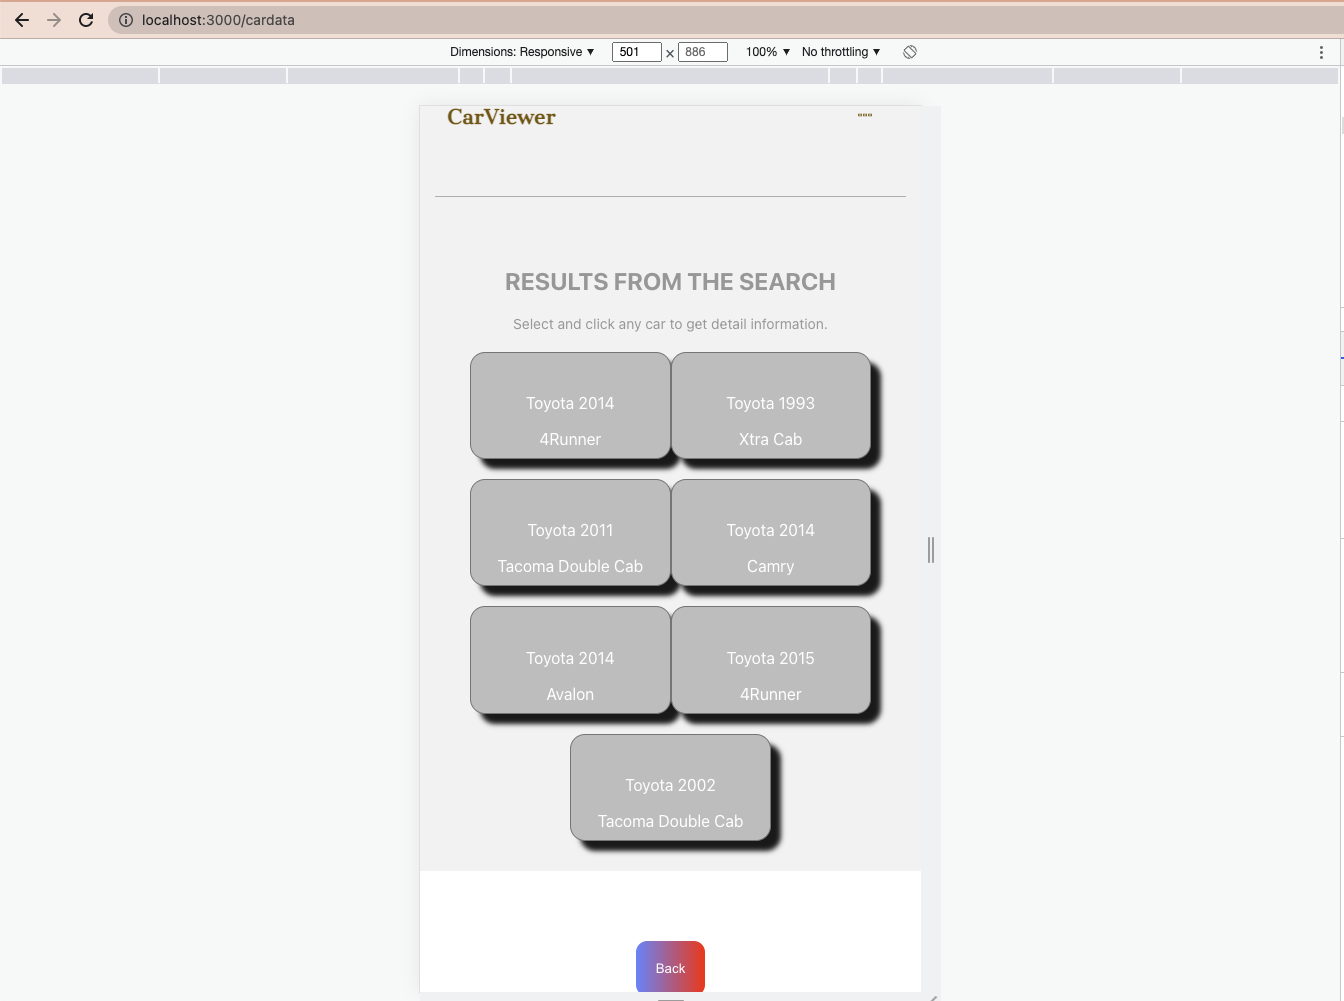 localhost:3000/cardata
Dimensions: Responsive ▼ 501 × 886 100% ▼ No throttling ▼
CarViewer
RESULTS FROM THE SEARCH
Select and click any car to get detail information.
Toyota 2014
4Runner
Toyota 1993
Xtra Cab
Toyota 2011
Tacoma Double Cab
Toyota 2014
Camry
Toyota 2014
Avalon
Toyota 2015
4Runner
Toyota 2002
Tacoma Double Cab
Back